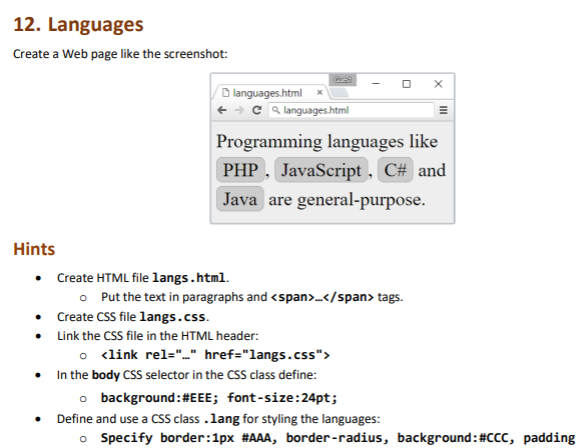 12. Languages
Create a Web page like the screenshot:
Guest
languages.html ×
languages.html
Programming languages like
PHP, JavaScript, C# and
Java are general-purpose.
Hints
• Create HTML file langs.html.
o Put the text in paragraphs and <span>…</span> tags.
• Create CSS file langs.css.
• Link the CSS file in the HTML header:
o <link rel="…" href="langs.css">
• In the body CSS selector in the CSS class define:
o background:#EEE; font-size:24pt;
• Define and use a CSS class .lang for styling the languages:
o Specify border:1px #AAA, border-radius, background:#CCC, padding